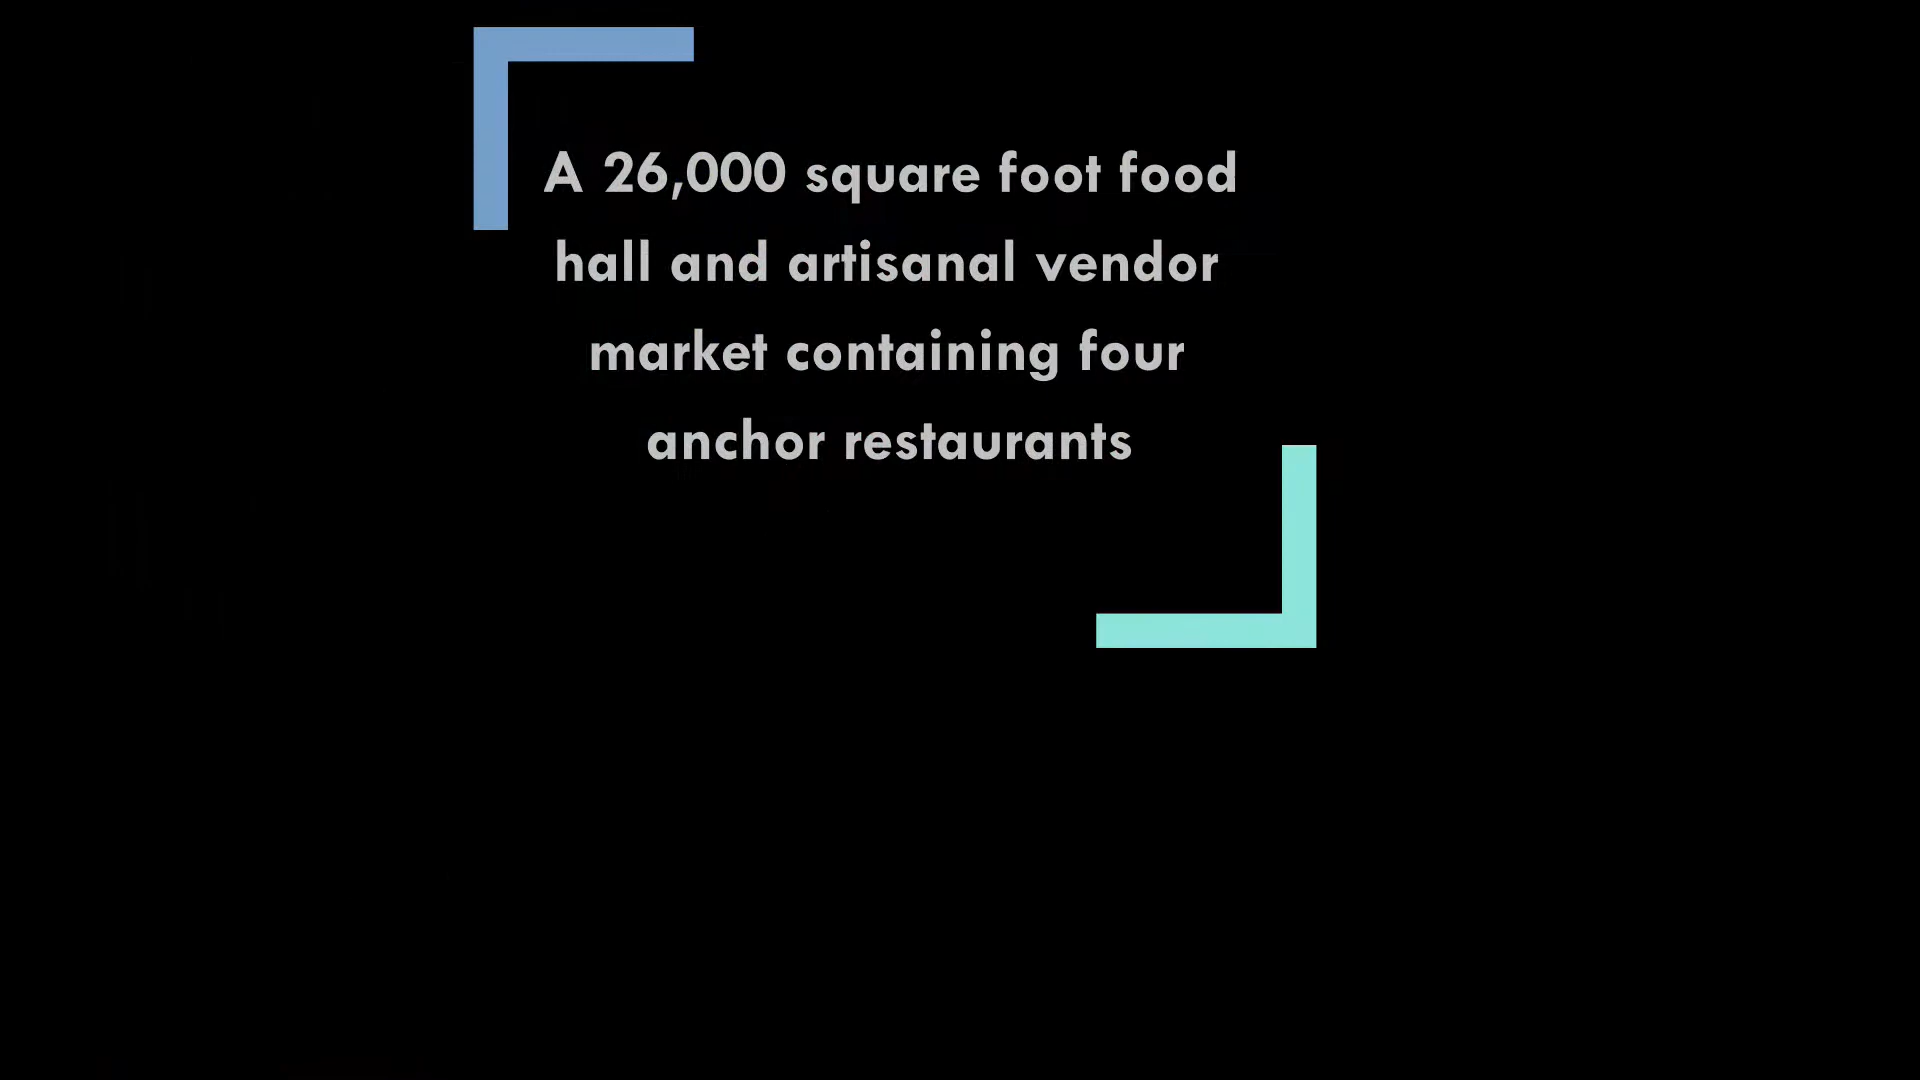 A 26,000 square foot food
hall and artisanal vendor
market containing four
anchor restaurants